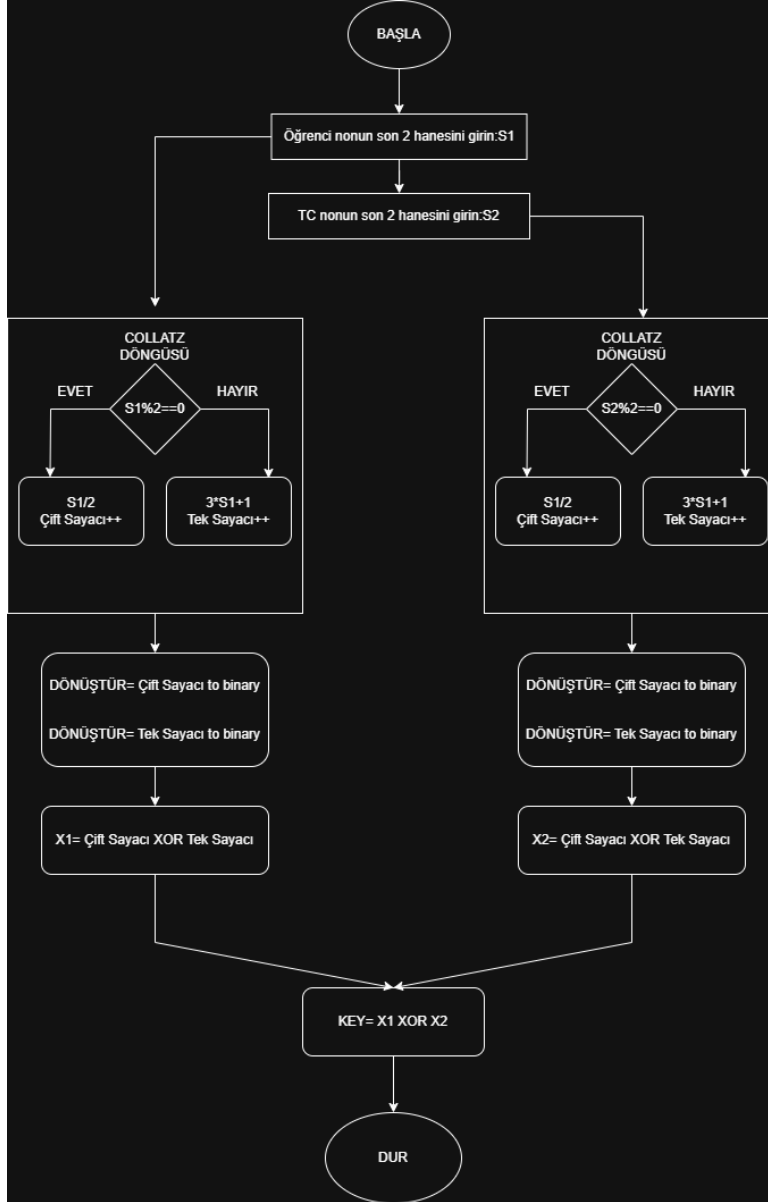 BAŞLA
Öğrenci nonun son 2 hanesini girin:S1
TC nonun son 2 hanesini girin:S2
COLLATZ
DÖNGÜSÜ
EVET
S1%2==0
HAYIR
S1/2
Çift Sayacı++
3*S1+1
Tek Sayacı++
DÖNÜŞTÜR= Çift Sayacı to binary
DÖNÜŞTÜR= Tek Sayacı to binary
X1= Çift Sayacı XOR Tek Sayacı
COLLATZ
DÖNGÜSÜ
EVET
S2%2==0
HAYIR
S1/2
Çift Sayacı++
3*S1+1
Tek Sayacı++
DÖNÜŞTÜR= Çift Sayacı to binary
DÖNÜŞTÜR= Tek Sayacı to binary
X2= Çift Sayacı XOR Tek Sayacı
KEY= X1 XOR X2
DUR